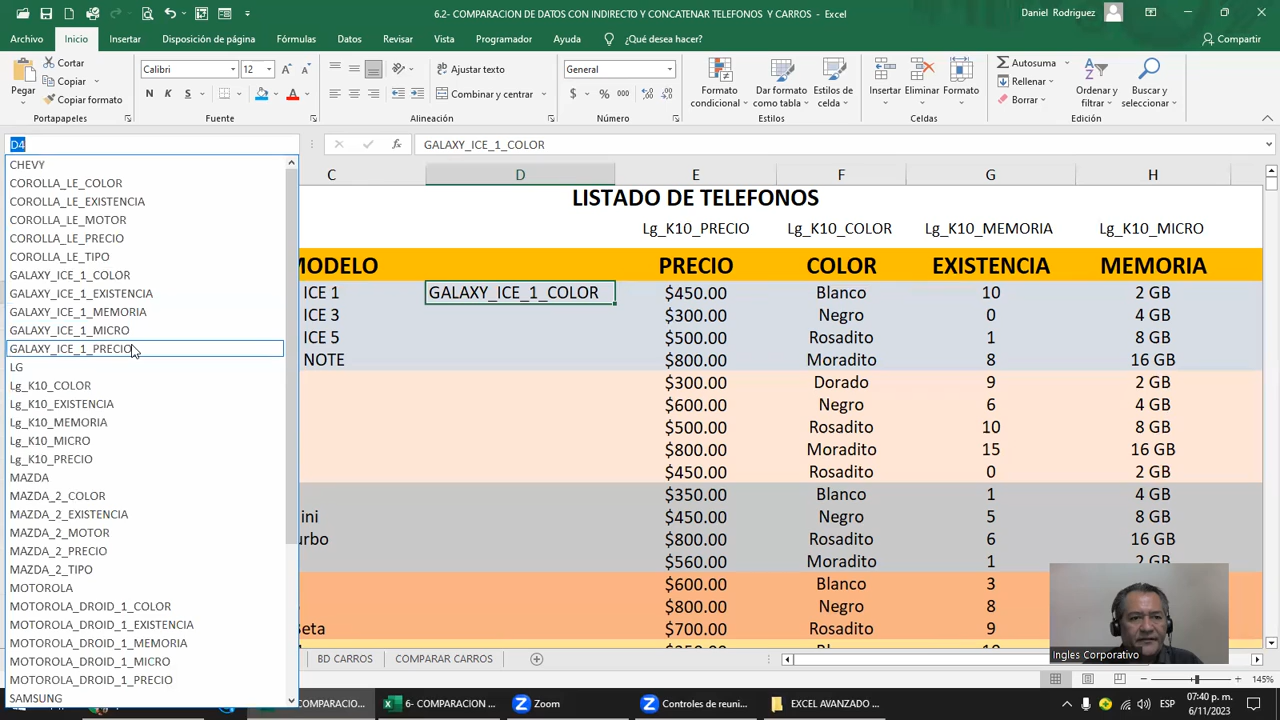 6.2- COMPARACION DE DATOS CON INDIRECTO Y CONCATENAR TELEFONOS Y CARROS - Excel
Daniel Rodriguez
Archivo Inicio Insertar Disposición de página Fórmulas Datos Revisar Vista Programador Ayuda ¿Qué desea hacer? Compartir
Pegar
Cortar
Copiar
Copiar formato
Calibri 12
N K S
Ajustar texto
Combinar y centrar
General
$ % 000
Formato condicional
Dar formato como tabla
Estilos de celda
Insertar Eliminar Formato
Autosuma
Rellenar
Borrar
Ordenar y filtrar
Buscar y seleccionar
Portapapeles Fuente Alineación Número Estilos Celdas Edición
D4 fx GALAXY_ICE_1_COLOR
CHEVY
COROLLA_LE_COLOR
COROLLA_LE_EXISTENCIA
COROLLA_LE_MOTOR
COROLLA_LE_PRECIO
COROLLA_LE_TIPO
GALAXY_ICE_1_COLOR
GALAXY_ICE_1_EXISTENCIA
GALAXY_ICE_1_MEMORIA
GALAXY_ICE_1_MICRO
GALAXY_ICE_1_PRECIO
LG
Lg_K10_COLOR
Lg_K10_EXISTENCIA
Lg_K10_MEMORIA
Lg_K10_MICRO
Lg_K10_PRECIO
MAZDA
MAZDA_2_COLOR
MAZDA_2_EXISTENCIA
MAZDA_2_MOTOR
MAZDA_2_PRECIO
MAZDA_2_TIPO
MOTOROLA
MOTOROLA_DROID_1_COLOR
MOTOROLA_DROID_1_EXISTENCIA
MOTOROLA_DROID_1_MEMORIA
MOTOROLA_DROID_1_MICRO
MOTOROLA_DROID_1_PRECIO
SAMSUNG
C D E F G H
LISTADO DE TELEFONOS
Lg_K10_PRECIO Lg_K10_COLOR Lg_K10_MEMORIA Lg_K10_MICRO
MODELO PRECIO COLOR EXISTENCIA MEMORIA
ICE 1 GALAXY_ICE_1_COLOR $450.00 Blanco 10 2 GB
ICE 3 $300.00 Negro 0 4 GB
ICE 5 $500.00 Rosadito 1 8 GB
NOTE $800.00 Moradito 8 16 GB
$300.00 Dorado 9 2 GB
$600.00 Negro 6 4 GB
$500.00 Rosadito 10 8 GB
$800.00 Moradito 15 16 GB
$450.00 Rosadito 0 2 GB
$350.00 Blanco 1 4 GB
ini $450.00 Negro 5 8 GB
urbo $800.00 Rosadito 6 16 GB
$560.00 Moradito 1 2 GB
$600.00 Blanco 3
$800.00 Negro 8
Beta $700.00 Rosadito 9
Ingles Corporativo
BD CARROS COMPARAR CARROS
145%
COMPARACIO...
6- COMPARACION ...
Zoom
Controles de reuni...
EXCEL AVANZADO ...
ESP
07:40 p. m.
6/11/2023